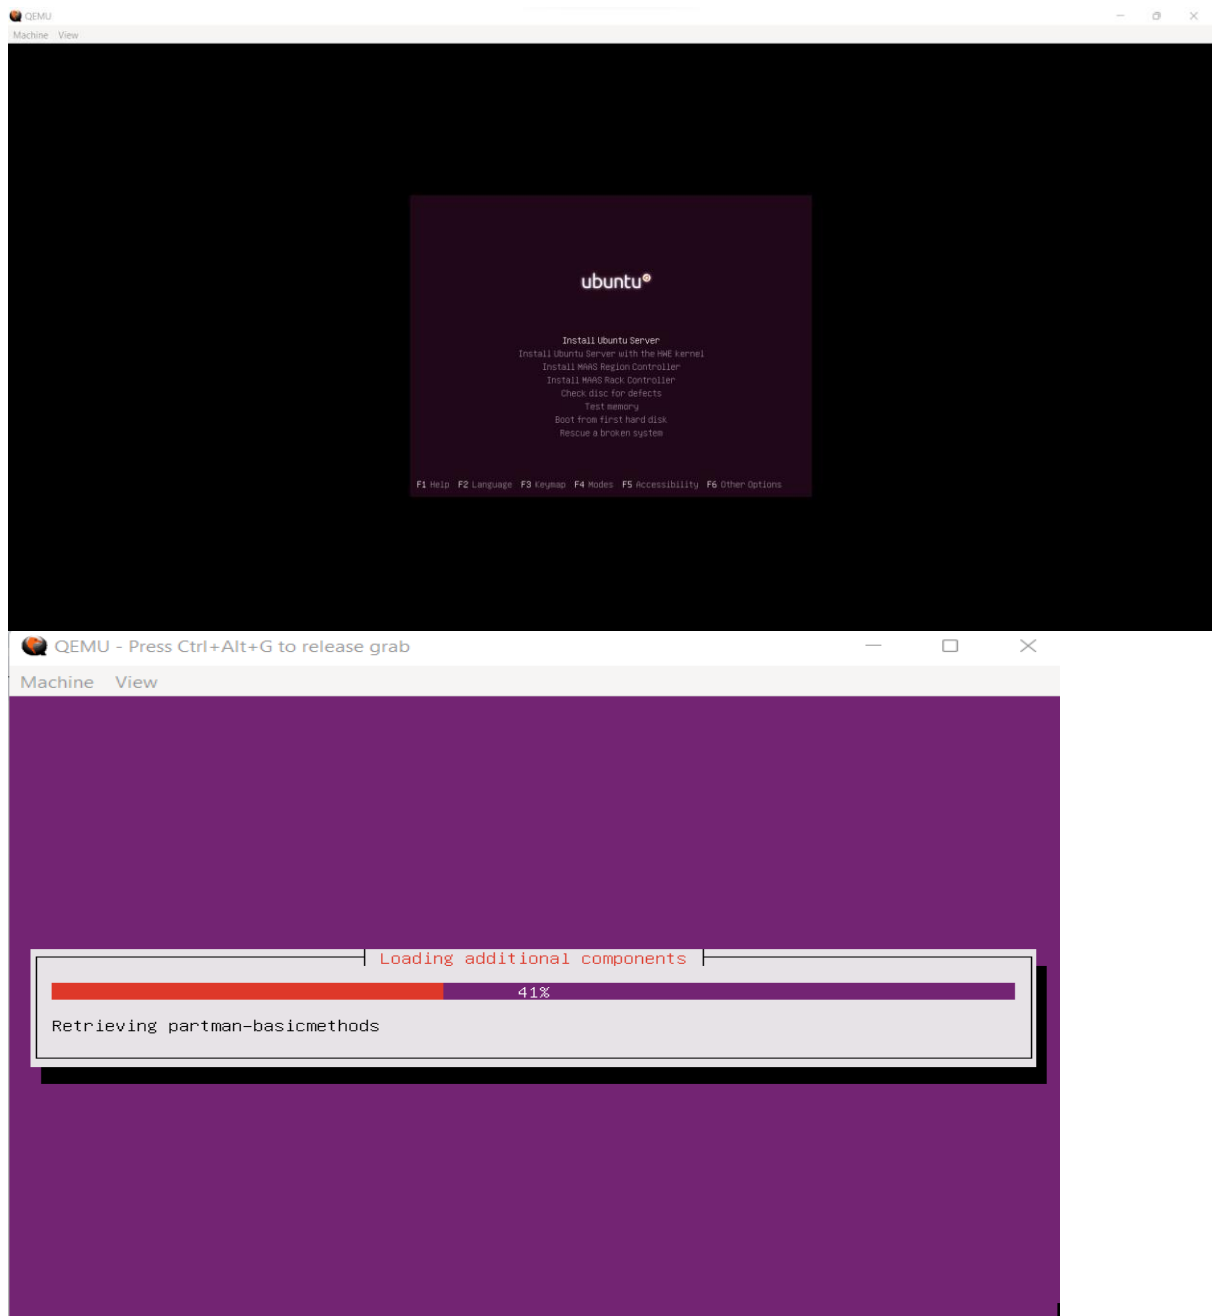 QEMU
Machine View
ubuntu
Install Ubuntu Server
Install Ubuntu Server with the HWE kernel
Install MAAS Region Controller
Install MAAS Rack Controller
Check disc for defects
Test memory
Boot from first hard disk
Rescue a broken system
F1 Help F2 Language F3 Keymap F4 Modes F5 Accessibility F6 Other Options
QEMU - Press Ctrl+Alt+G to release grab
Machine View
Loading additional components
41%
Retrieving partman-basicmethods